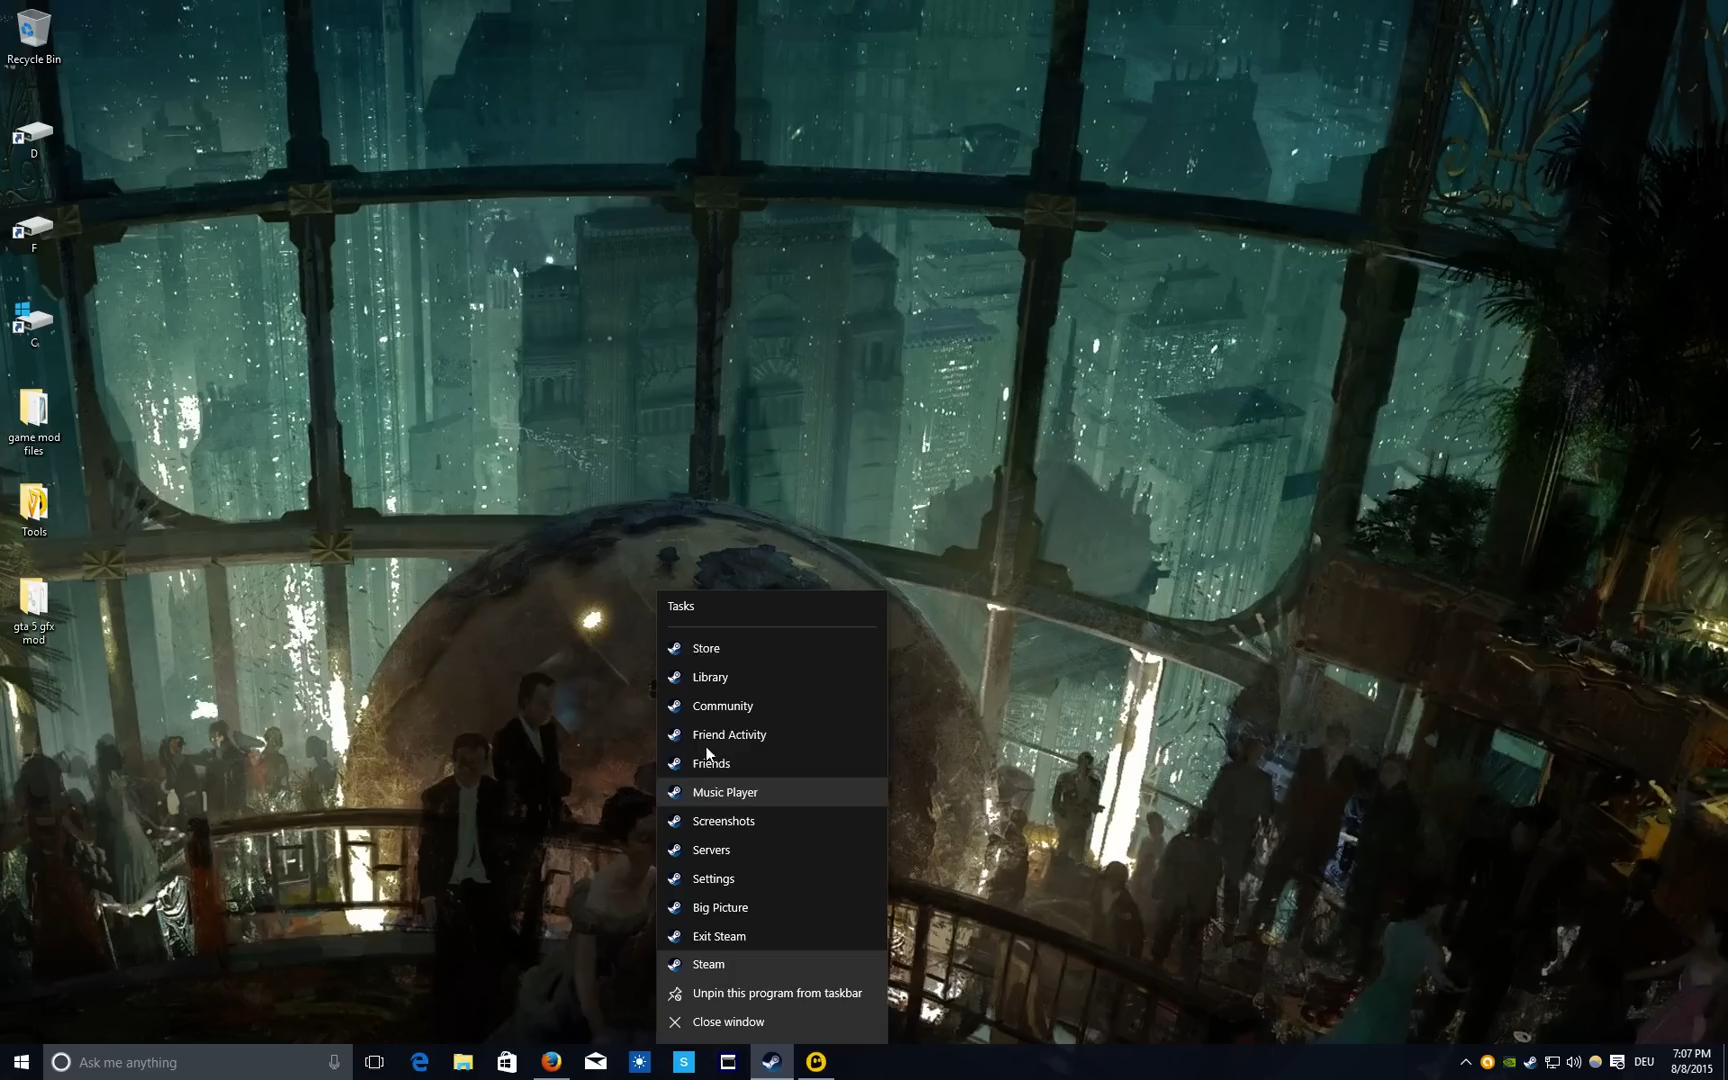 Recycle Bin
D
F
C
game mod
files
Tools
gta 5 gfx
mod
Tasks
Store
Library
Community
Friend Activity
Friends
Music Player
Screenshots
Servers
Settings
Big Picture
Exit Steam
Steam
Unpin this program from taskbar
Close window
Ask me anything
S
DEU
7:07 PM
8/8/2015